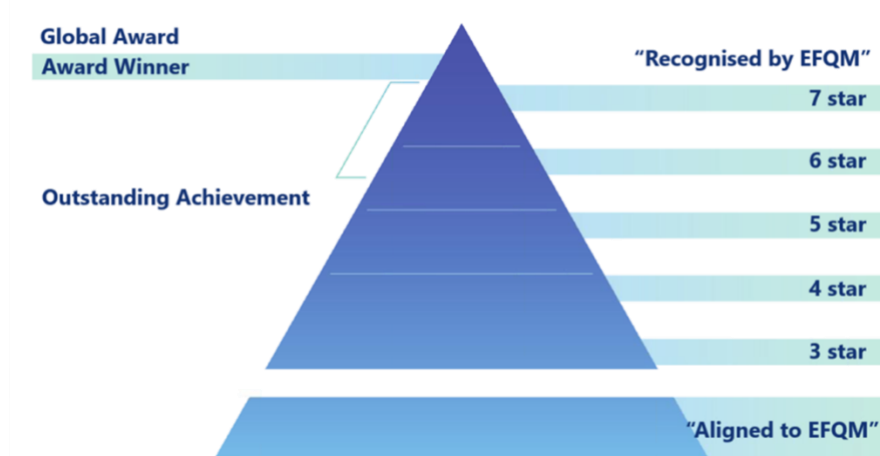 Global Award
Award Winner
Outstanding Achievement
“Recognised by EFQM”
7 star
6 star
5 star
4 star
3 star
“Aligned to EFQM”